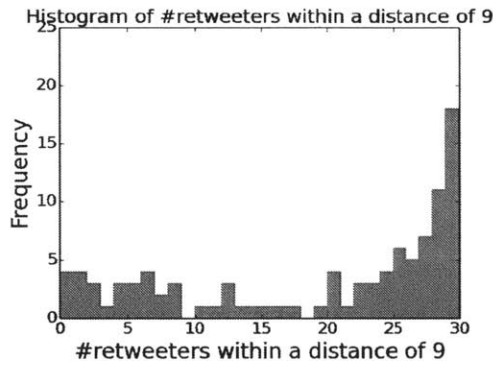 Histogram of #retweeters within a distance of 9
25
20
15
10
5
0
Frequency
0 5 10 15 20 25 30
#retweeters within a distance of 9